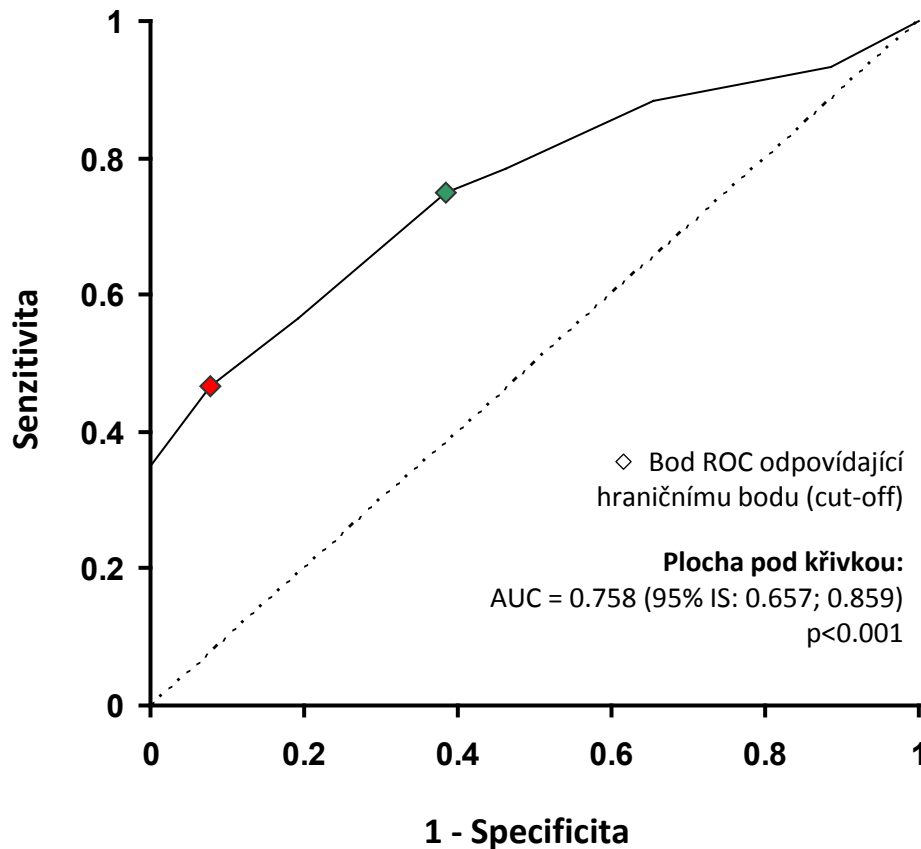 1
0.8
0.6
0.4
0.2
0
Senzitivita
◇ Bod ROC odpovídající
hraničnímu bodu (cut-off)
Plocha pod křivkou:
AUC = 0.758 (95% IS: 0.657; 0.859)
p<0.001
0 0.2 0.4 0.6 0.8 1
1 - Specificita